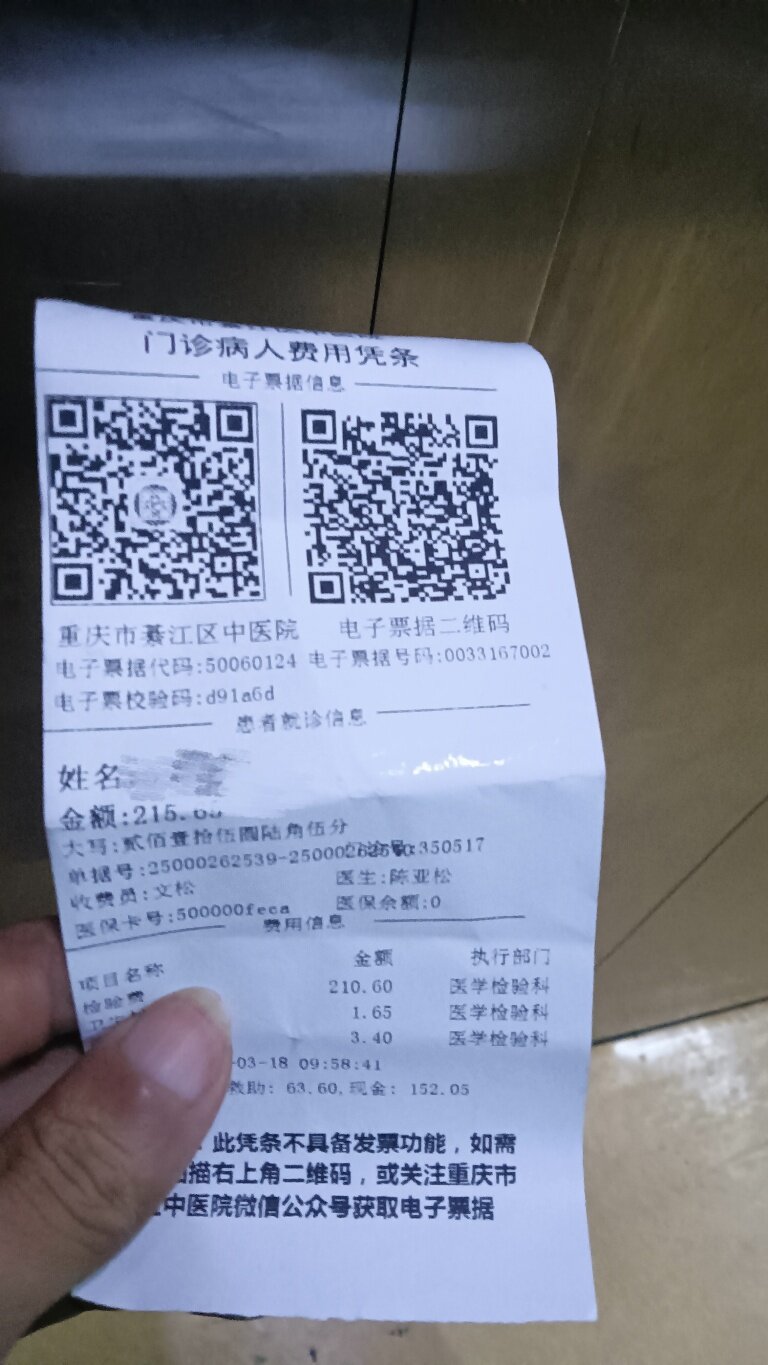 门诊病人费用凭条
电子票据信息
重庆市綦江区中医院 电子票据二维码
电子票据代码:50060124 电子票据号码:0033167002
电子票校验码:d91a6d
患者就诊信息
姓名
金额:215.65
大写:贰佰壹拾伍圆陆角伍分
单据号:25000262539-25000262540 :350517
收费员:文松 医生:陈亚松
医保卡号:500000feca 医保余额:0
费用信息
项目名称 金额 执行部门
检验费 210.60 医学检验科
1.65 医学检验科
3.40 医学检验科
-03-18 09:58:41
救助: 63.60,现金: 152.05
此凭条不具备发票功能，如需
描右上角二维码，或关注重庆市
中医院微信公众号获取电子票据